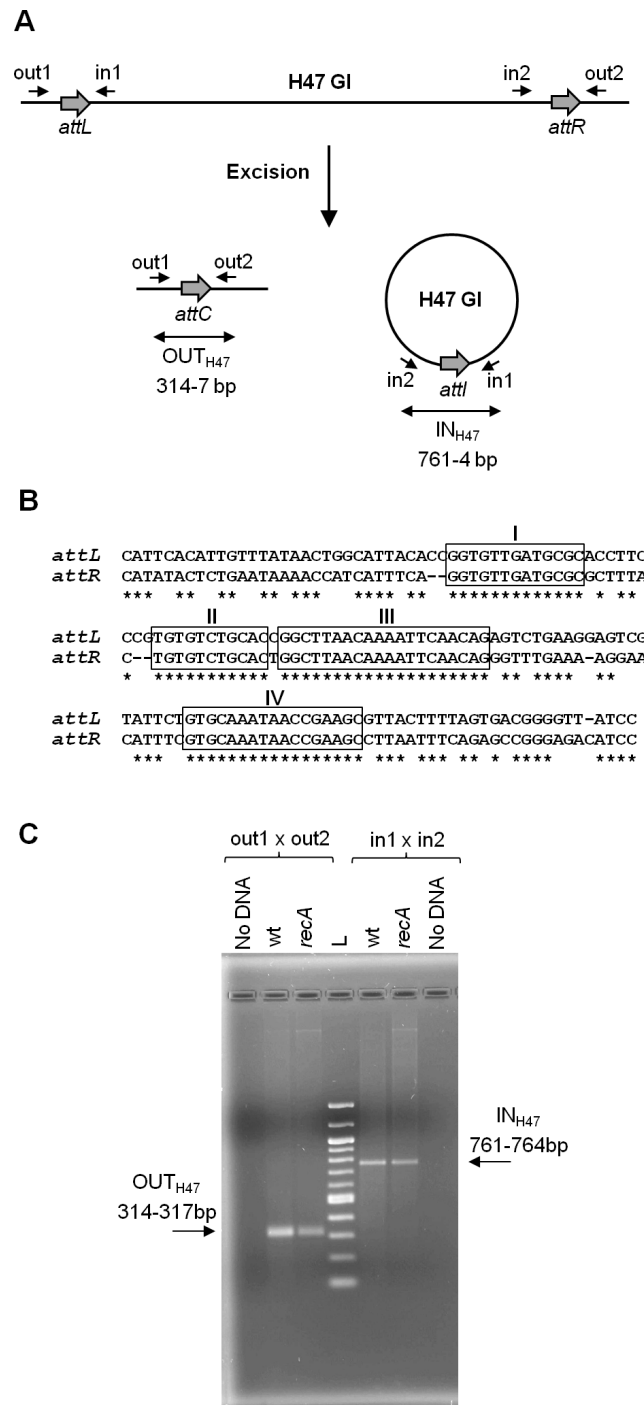 A
out1 in1 H47 GI in2 out2
attL attR
Excision
out1 out2
attC
OUTH47
314-7 bp
H47 GI
in2 attI in1
INH47
761-4 bp
B
I
attL CATTCACATTGTTTATAACTGGCATTACACCGGTGTTGATGCGCACCTTC
attR CATATACTCTGAATAAAACCATCATTTCA--GGTGTTGATGCGCGCTTTA
*** ** ** * ** **** ** ************* * **
II III
attL CCGTGTGTCTGCACCGGCTTAACAAAATTCAACAGAGTCTGAAGGAGTCG
attR C--TGTGTCTGCACTGGCTTAACAAAATTCAACAGGGTTTGAAA-AGGAA
* *********** ******************** ** **** **
IV
attL TATTCTGTGCAAATAACCGAAGCGTTACTTTTAGTGACGGGGTT-ATCC
attR CATTTCGTGCAAATAACCGAAGCCTTAATTTCAGAGCCGGGAGACATCC
*** ***************** *** *** ** * **** ****
C
out1 x out2 in1 x in2
No DNA wt recA L wt recA No DNA
INH47
761-764bp
OUTH47
314-317bp